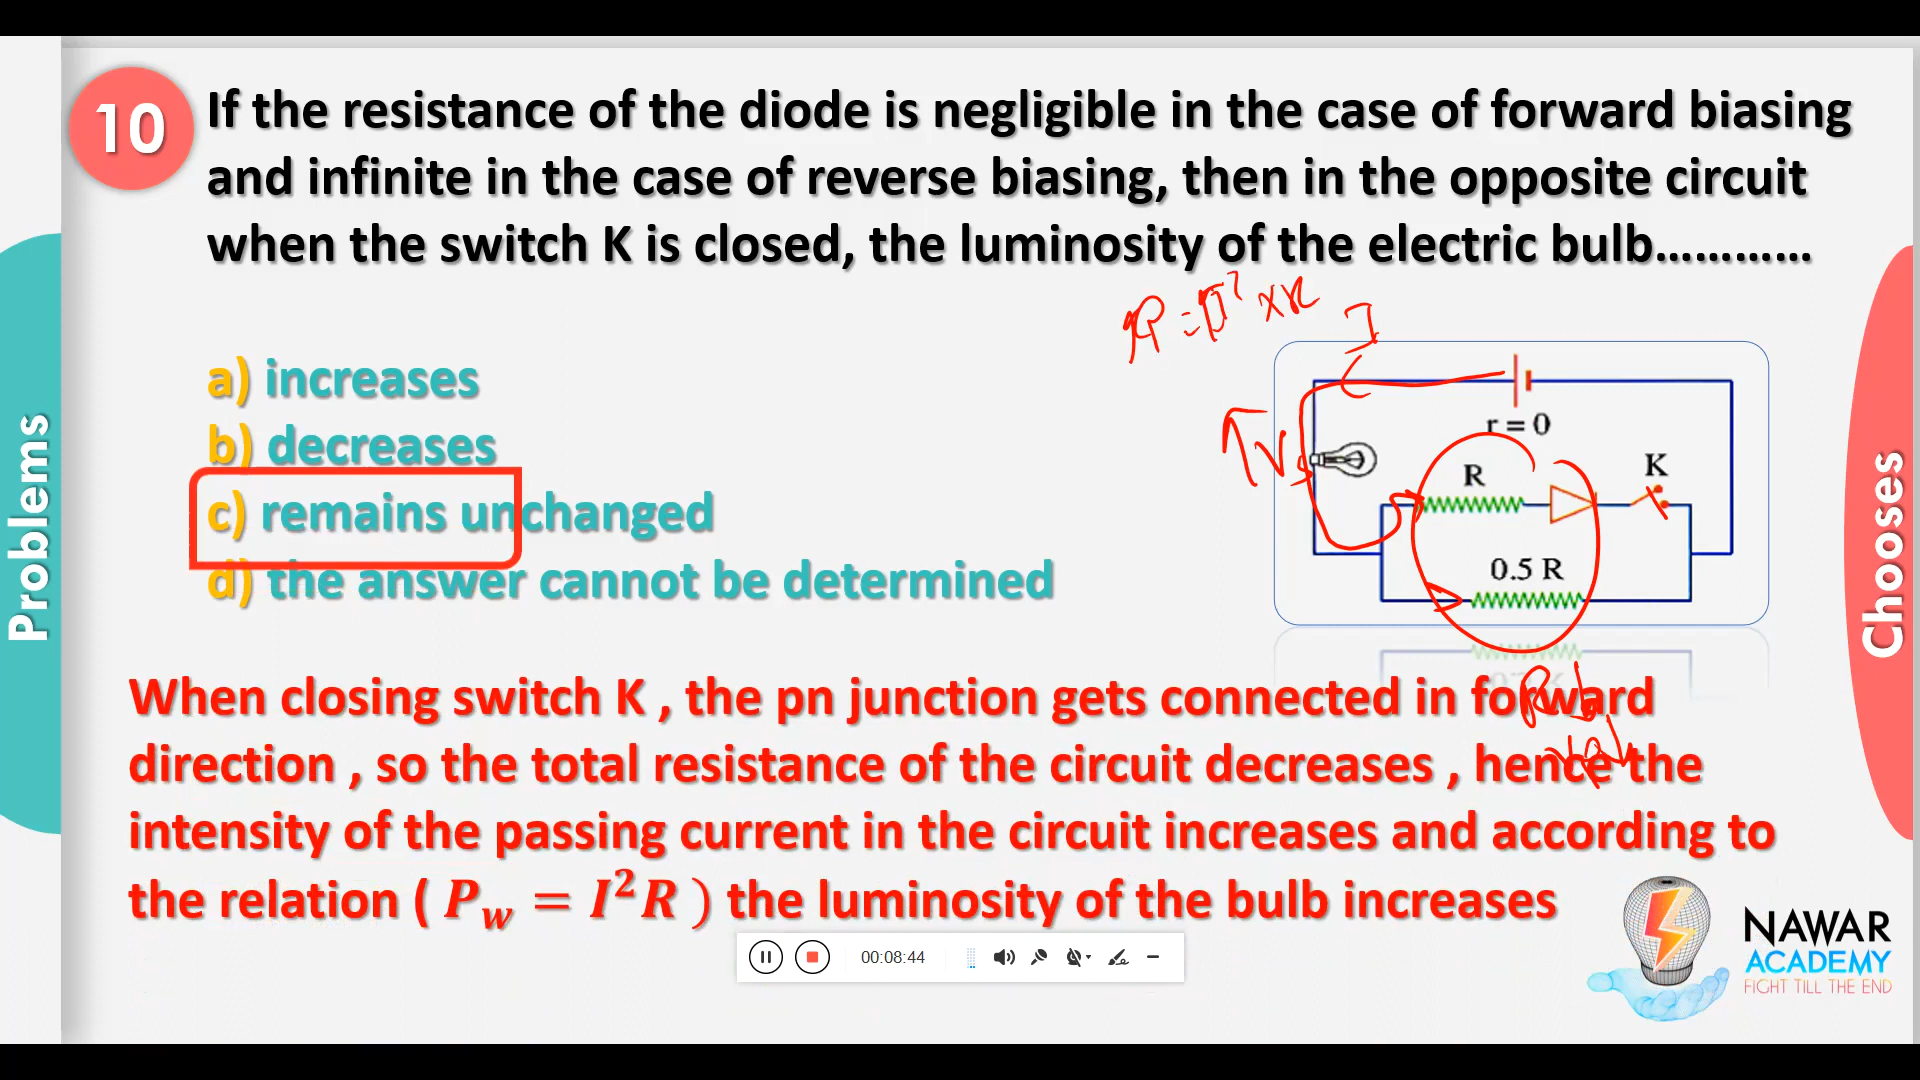 10
If the resistance of the diode is negligible in the case of forward biasing
and infinite in the case of reverse biasing, then in the opposite circuit
when the switch K is closed, the luminosity of the electric bulb............
a) increases
b) decreases
c) remains unchanged
d) the answer cannot be determined
I
r = 0
R
K
0.5 R
When closing switch K , the pn junction gets connected in forward
direction , so the total resistance of the circuit decreases , hence the
intensity of the passing current in the circuit increases and according to
the relation ( P_w = I²R ) the luminosity of the bulb increases
Problems
Chooses
00:08:44
NAWAR
ACADEMY
FIGHT TILL THE END